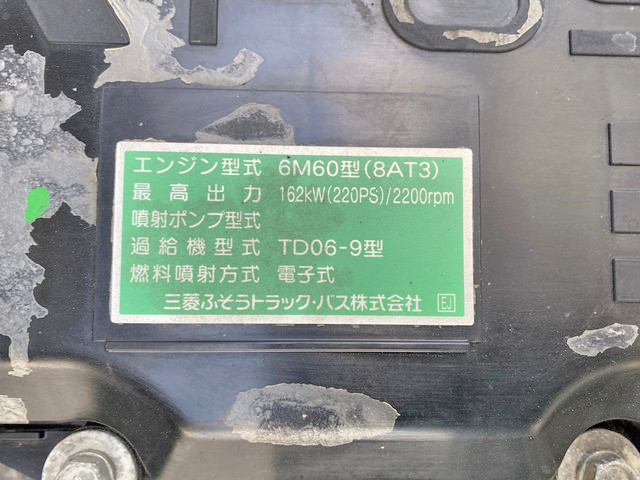 エンジン型式 6M60型(8AT3)
最高出力 162kW(220PS)/2200rpm
噴射ポンプ型式
過給機型式 TD06-9型
燃料噴射方式 電子式
三菱ふそうトラック・バス株式会社 EJ